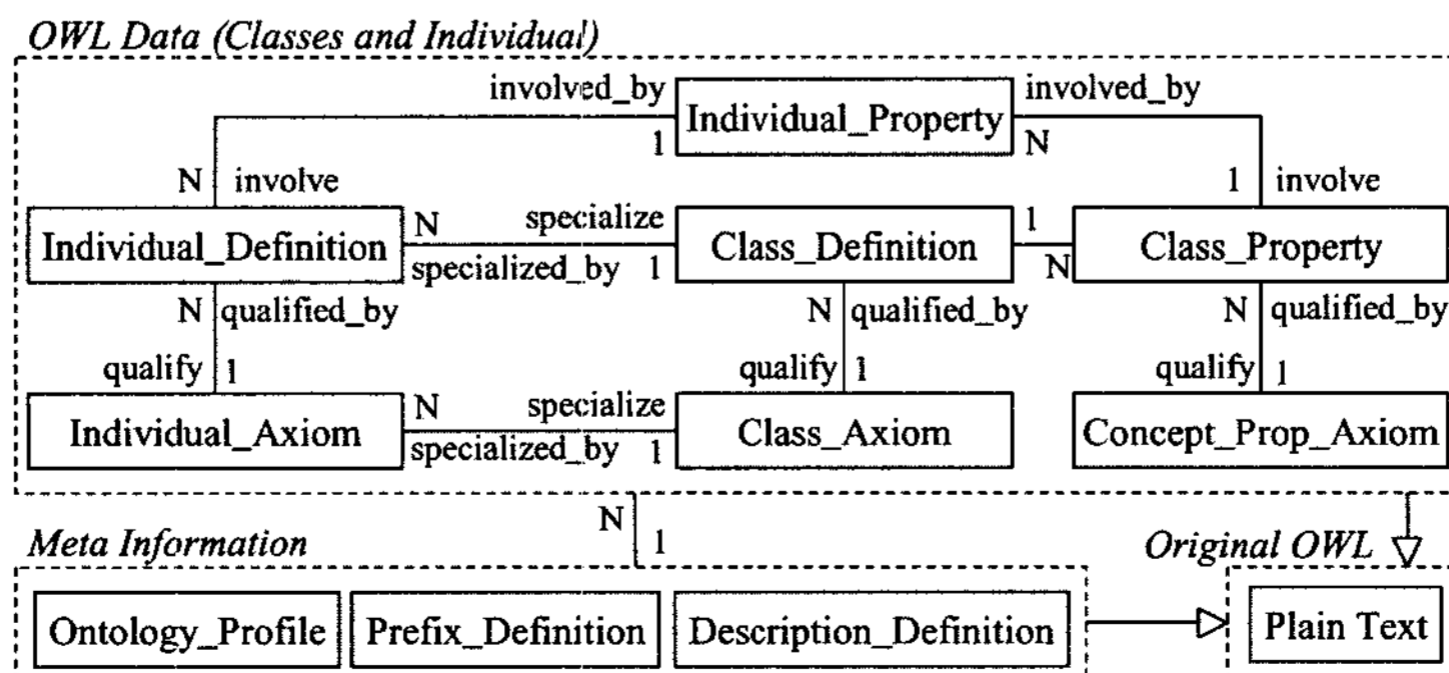 OWL Data (Classes and Individual)
involved_by Individual_Property involved_by
1 N
N involve 1 involve
Individual_Definition N specialize Class_Definition 1 Class_Property
specialized_by 1 N
N qualified_by N qualified_by N qualified_by
qualify 1 qualify 1 qualify 1
Individual_Axiom N specialize Class_Axiom Concept_Prop_Axiom
specialized_by 1
N
Meta Information 1 Original OWL
Ontology_Profile Prefix_Definition Description_Definition Plain Text